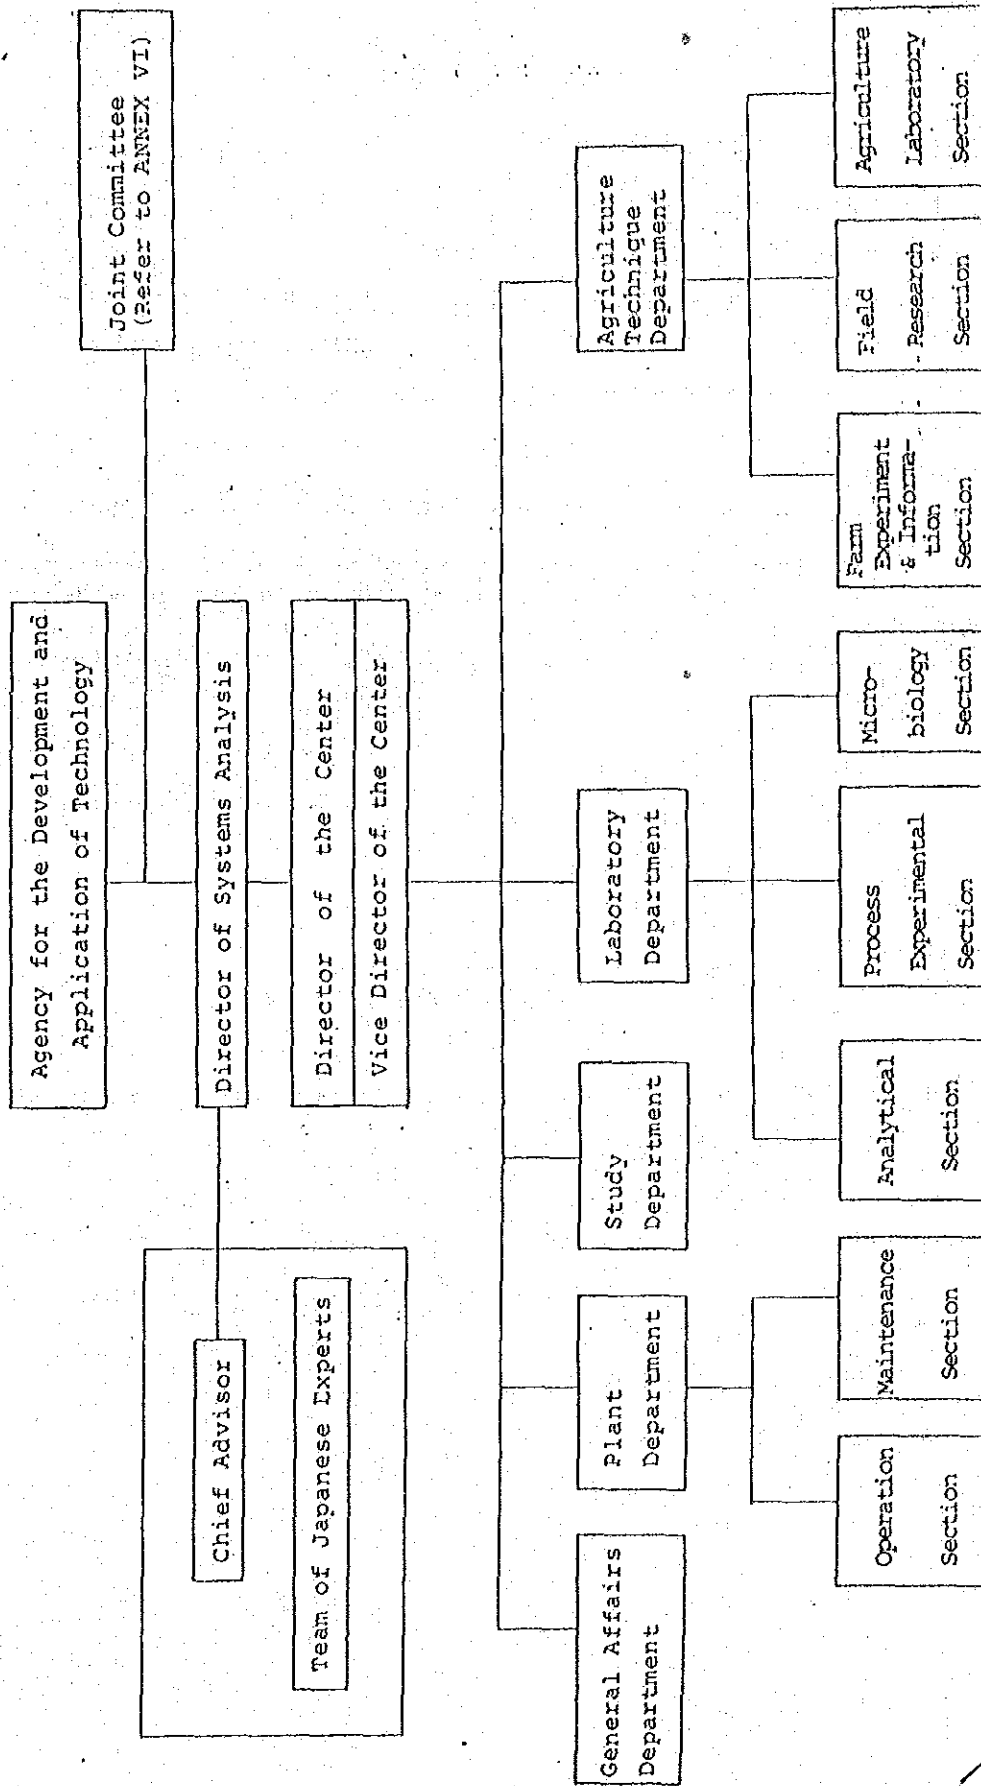 Agency for the Development and
Application of Technology
Joint Committee
(Refer to ANNEX VI)
Chief Advisor
Team of Japanese Experts
Director of Systems Analysis
Director of the Center
Vice Director of the Center
General Affairs
Department
Plant
Department
Study
Department
Laboratory
Department
Agriculture
Technique
Department
Operation
Section
Maintenance
Section
Analytical
Section
Process
Experimental
Section
Micro-
biology
Section
Farm
Experiment
& Informa-
tion
Section
Field
Research
Section
Agriculture
Laboratory
Section